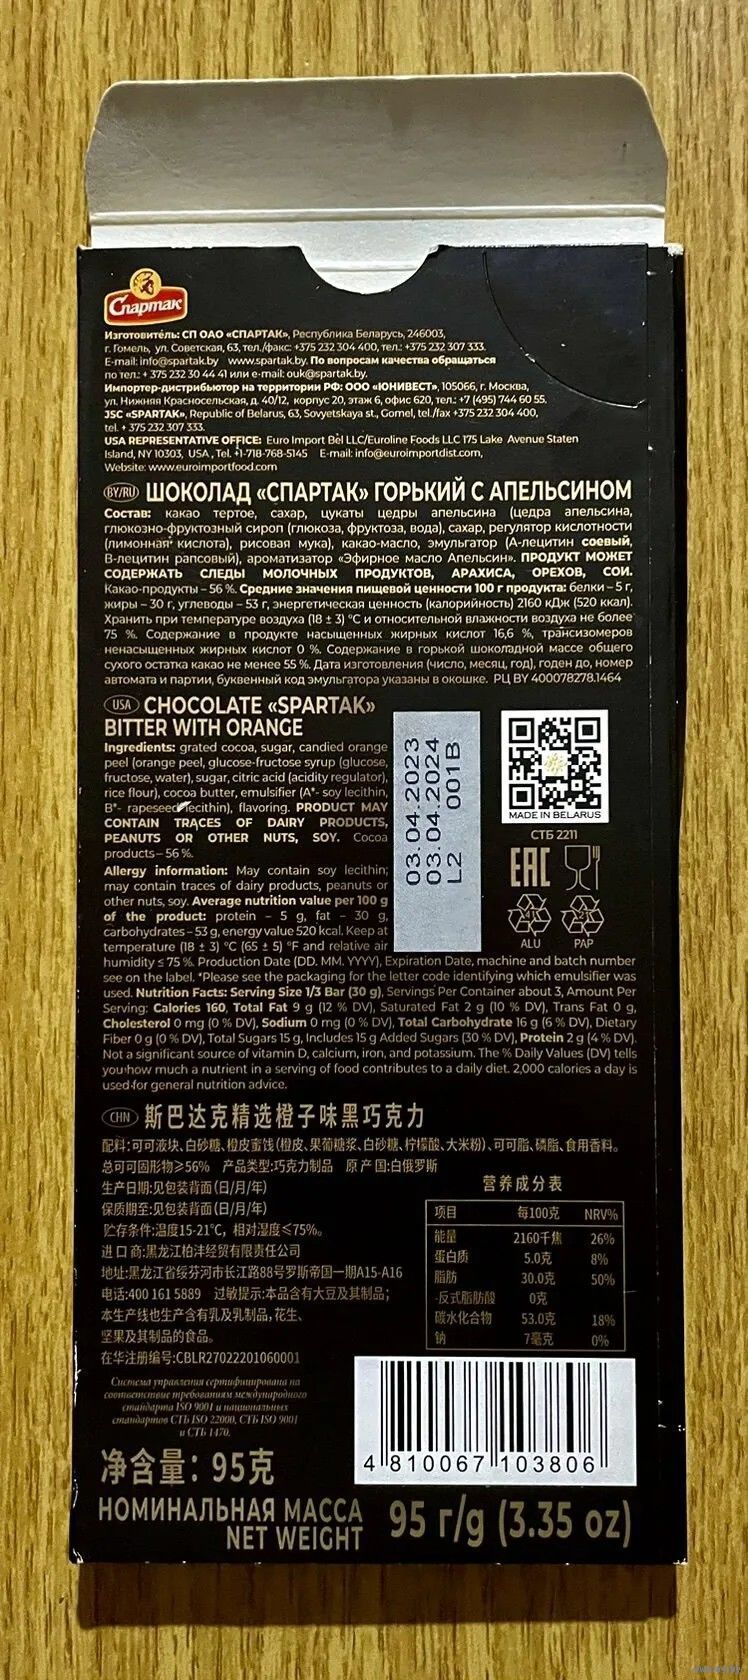 Спартак
Изготовитель: СП ОАО «СПАРТАК», Республика Беларусь, 246003,
г. Гомель, ул. Советская, 63, тел./факс: +375 232 304 400, тел.: +375 232 307 333.
E-mail: info@spartak.by www.spartak.by. По вопросам качества обращаться
по тел.: + 375 232 30 44 41 или e-mail: ouk@spartak.by.
Импортер-дистрибьютор на территории РФ: ООО «ЮНИВЕСТ», 105066, г. Москва,
ул. Нижняя Красносельская, д. 40/12, корпус 20, этаж 6, офис 620, тел.: +7 (495) 744 60 55.
JSC «SPARTAK», Republic of Belarus, 63, Sovyetskaya st., Gomel, tel./fax +375 232 304 400,
tel. + 375 232 307 333.
USA REPRESENTATIVE OFFICE: Euro Import Bel LLC/Euroline Foods LLC 175 Lake Avenue Staten
Island, NY 10303, USA, Tel. +1-718-768-5145 E-mail: info@euroimportdist.com,
Website: www.euroimportfood.com
BY/RU ШОКОЛАД «СПАРТАК» ГОРЬКИЙ С АПЕЛЬСИНОМ
Состав: какао тертое, сахар, цукаты цедры апельсина (цедра апельсина,
глюкозно-фруктозный сироп (глюкоза, фруктоза, вода), сахар, регулятор кислотности
(лимонная кислота), рисовая мука), какао-масло, эмульгатор (А-лецитин соевый,
В-лецитин рапсовый), ароматизатор «Эфирное масло Апельсин». ПРОДУКТ МОЖЕТ
СОДЕРЖАТЬ СЛЕДЫ МОЛОЧНЫХ ПРОДУКТОВ, АРАХИСА, ОРЕХОВ, СОИ.
Какао-продукты – 56 %. Средние значения пищевой ценности 100 г продукта: белки – 5 г,
жиры – 30 г, углеводы – 53 г, энергетическая ценность (калорийность) 2160 кДж (520 ккал).
Хранить при температуре воздуха (18 ± 3) °С и относительной влажности воздуха не более
75 %. Содержание в продукте насыщенных жирных кислот 16,6 %, трансизомеров
ненасыщенных жирных кислот 0 %. Содержание в горькой шоколадной массе общего
сухого остатка какао не менее 55 %. Дата изготовления (число, месяц, год), годен до, номер
автомата и партии, буквенный код эмульгатора указаны в окошке. РЦ BY 400078278.1464
USA CHOCOLATE «SPARTAK»
BITTER WITH ORANGE
Ingredients: grated cocoa, sugar, candied orange
peel (orange peel, glucose-fructose syrup (glucose,
fructose, water), sugar, citric acid (acidity regulator),
rice flour), cocoa butter, emulsifier (A*- soy lecithin,
B*- rapeseed lecithin), flavoring. PRODUCT MAY
CONTAIN TRACES OF DAIRY PRODUCTS,
PEANUTS OR OTHER NUTS, SOY. Cocoa
products – 56 %.
Allergy information: May contain soy lecithin;
may contain traces of dairy products, peanuts or
other nuts, soy. Average nutrition value per 100 g
of the product: protein – 5 g, fat – 30 g,
carbohydrates – 53 g, energy value 520 kcal. Keep at
temperature (18 ± 3) °C (65 ± 5) °F and relative air
humidity ≤ 75 %. Production Date (DD. MM. YYYY), Expiration Date, machine and batch number
see on the label. *Please see the packaging for the letter code identifying which emulsifier was
used. Nutrition Facts: Serving Size 1/3 Bar (30 g), Servings Per Container about 3, Amount Per
Serving: Calories 160, Total Fat 9 g (12 % DV), Saturated Fat 2 g (10 % DV), Trans Fat 0 g,
Cholesterol 0 mg (0 % DV), Sodium 0 mg (0 % DV), Total Carbohydrate 16 g (6 % DV), Dietary
Fiber 0 g (0 % DV), Total Sugars 15 g, Includes 15 g Added Sugars (30 % DV), Protein 2 g (4 % DV).
Not a significant source of vitamin D, calcium, iron, and potassium. The % Daily Values (DV) tells
you how much a nutrient in a serving of food contributes to a daily diet. 2,000 calories a day is
used for general nutrition advice.
03.04.2023
03.04.2024
L2 001B
MADE IN BELARUS
СТБ 2211
EAC
41 21
ALU PAP
CHN 斯巴达克精选橙子味黑巧克力
配料:可可液块、白砂糖、橙皮蜜饯(橙皮、果葡糖浆、白砂糖、柠檬酸、大米粉)、可可脂、磷脂、食用香料。
总可可固形物≥56% 产品类型:巧克力制品 原产国:白俄罗斯
生产日期:见包装背面(日/月/年)
保质期至:见包装背面(日/月/年)
贮存条件:温度15-21℃，相对湿度≤75%。
进口商:黑龙江柏沣经贸有限责任公司
地址:黑龙江省绥芬河市长江路88号罗斯帝国一期A15-A16
电话:400 161 5889 过敏提示:本品含有大豆及其制品；
本生产线也生产含有乳及乳制品，花生、
坚果及其制品的食品。
在华注册编号:CBLR27022201060001
营养成分表
项目 每100克 NRV%
能量 2160千焦 26%
蛋白质 5.0克 8%
脂肪 30.0克 50%
-反式脂肪酸 0克
碳水化合物 53.0克 18%
钠 7毫克 0%
Система управления сертифицирована на
соответствие требованиям международного
стандарта ISO 9001 и национальных
стандартов СТБ ISO 22000, СТБ ISO 9001
и СТБ 1470.
4 810067 103806
净含量：95克
НОМИНАЛЬНАЯ МАССА
NET WEIGHT
95 г/g (3.35 oz)